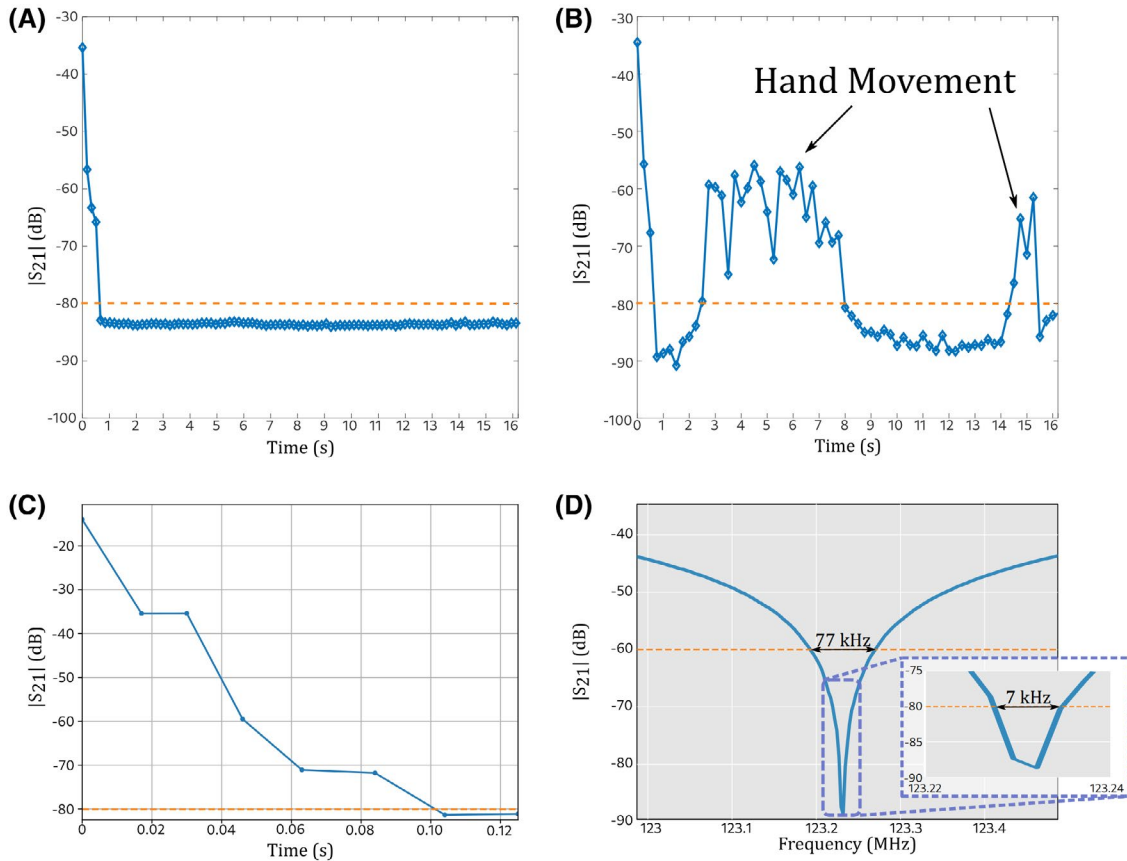 (A)
-30
-40
-50
-60
-70
-80
-90
-100
|S21| (dB)
0 1 2 3 4 5 6 7 8 9 10 11 12 13 14 15 16
Time (s)
(B)
Hand Movement
-30
-40
-50
-60
-70
-80
-90
-100
|S21| (dB)
0 1 2 3 4 5 6 7 8 9 10 11 12 13 14 15 16
Time (s)
(C)
-20
-30
-40
-50
-60
-70
-80
|S21| (dB)
0 0.02 0.04 0.06 0.08 0.10 0.12
Time (s)
(D)
-40
-50
-60
-70
-80
-90
|S21| (dB)
77 kHz
-75
-80
-85
-90
7 kHz
123.22 123.24
123 123.1 123.2 123.3 123.4
Frequency (MHz)